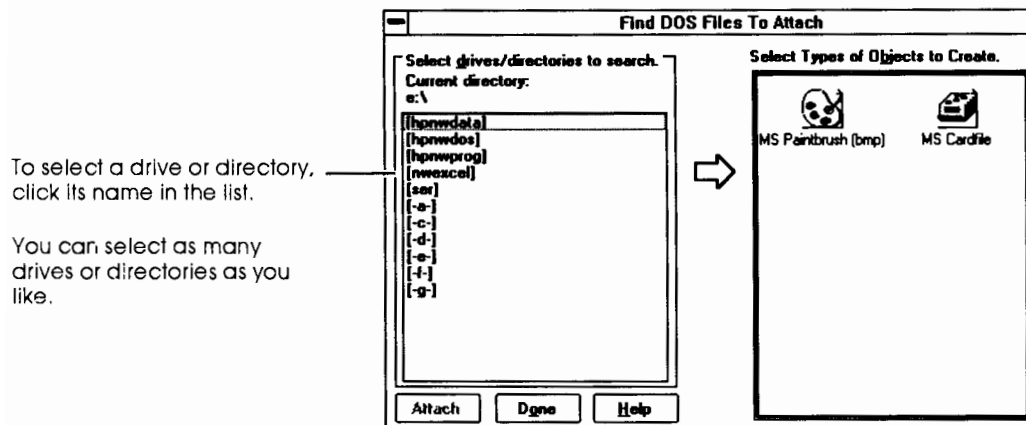 Find DOS Files To Attach
Select drives/directories to search.
Current directory:
e:\
[hpnwdata]
[hpnwdos]
[hpnwprog]
[nwexcel]
[ser]
[-a-]
[-c-]
[-d-]
[-e-]
[-f-]
[-g-]
Attach
Done
Help
Select Types of Objects to Create.
MS Paintbrush (bmp)
MS Cardfile
To select a drive or directory,
click its name in the list.
You can select as many
drives or directories as you
like.